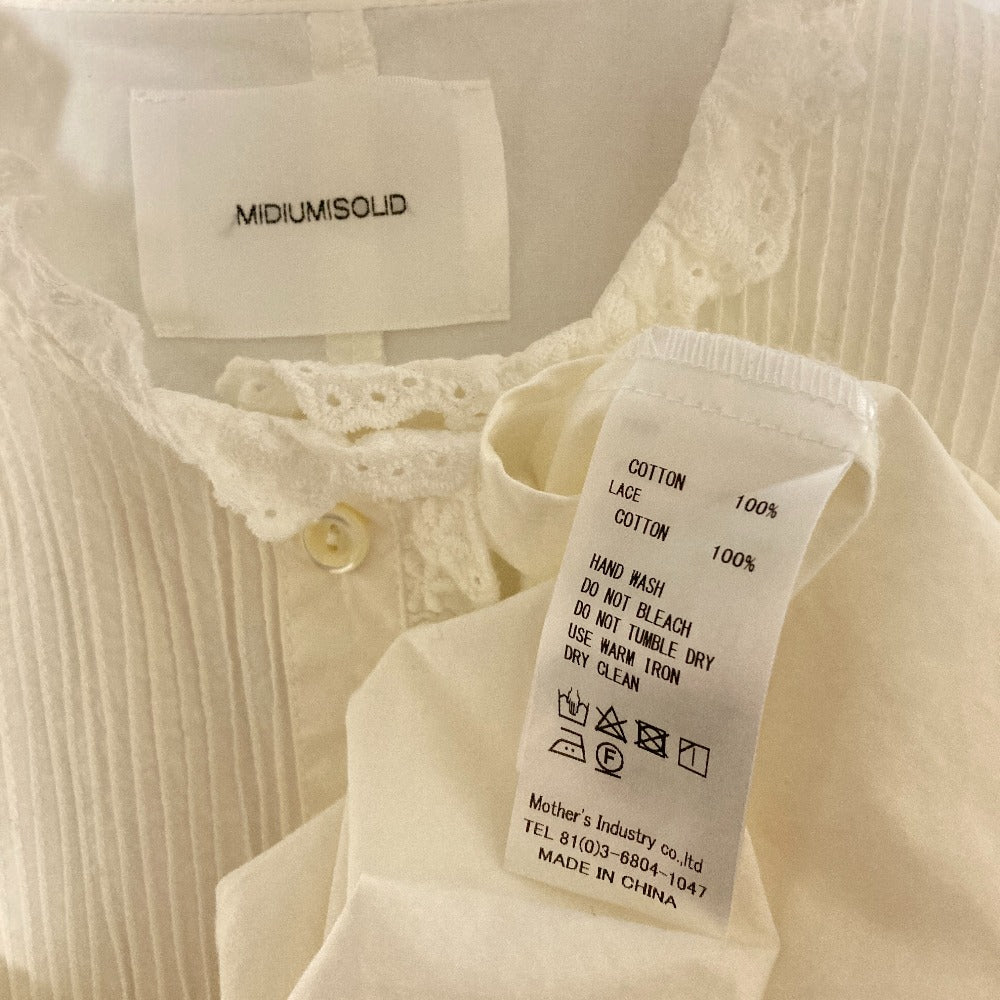 MIDIUMISOLID
COTTON 100%
LACE
COTTON 100%
HAND WASH
DO NOT BLEACH
DO NOT TUMBLE DRY
USE WARM IRON
DRY CLEAN
F
Mother's Industry co.,ltd
TEL 81(0)3-6804-1047
MADE IN CHINA